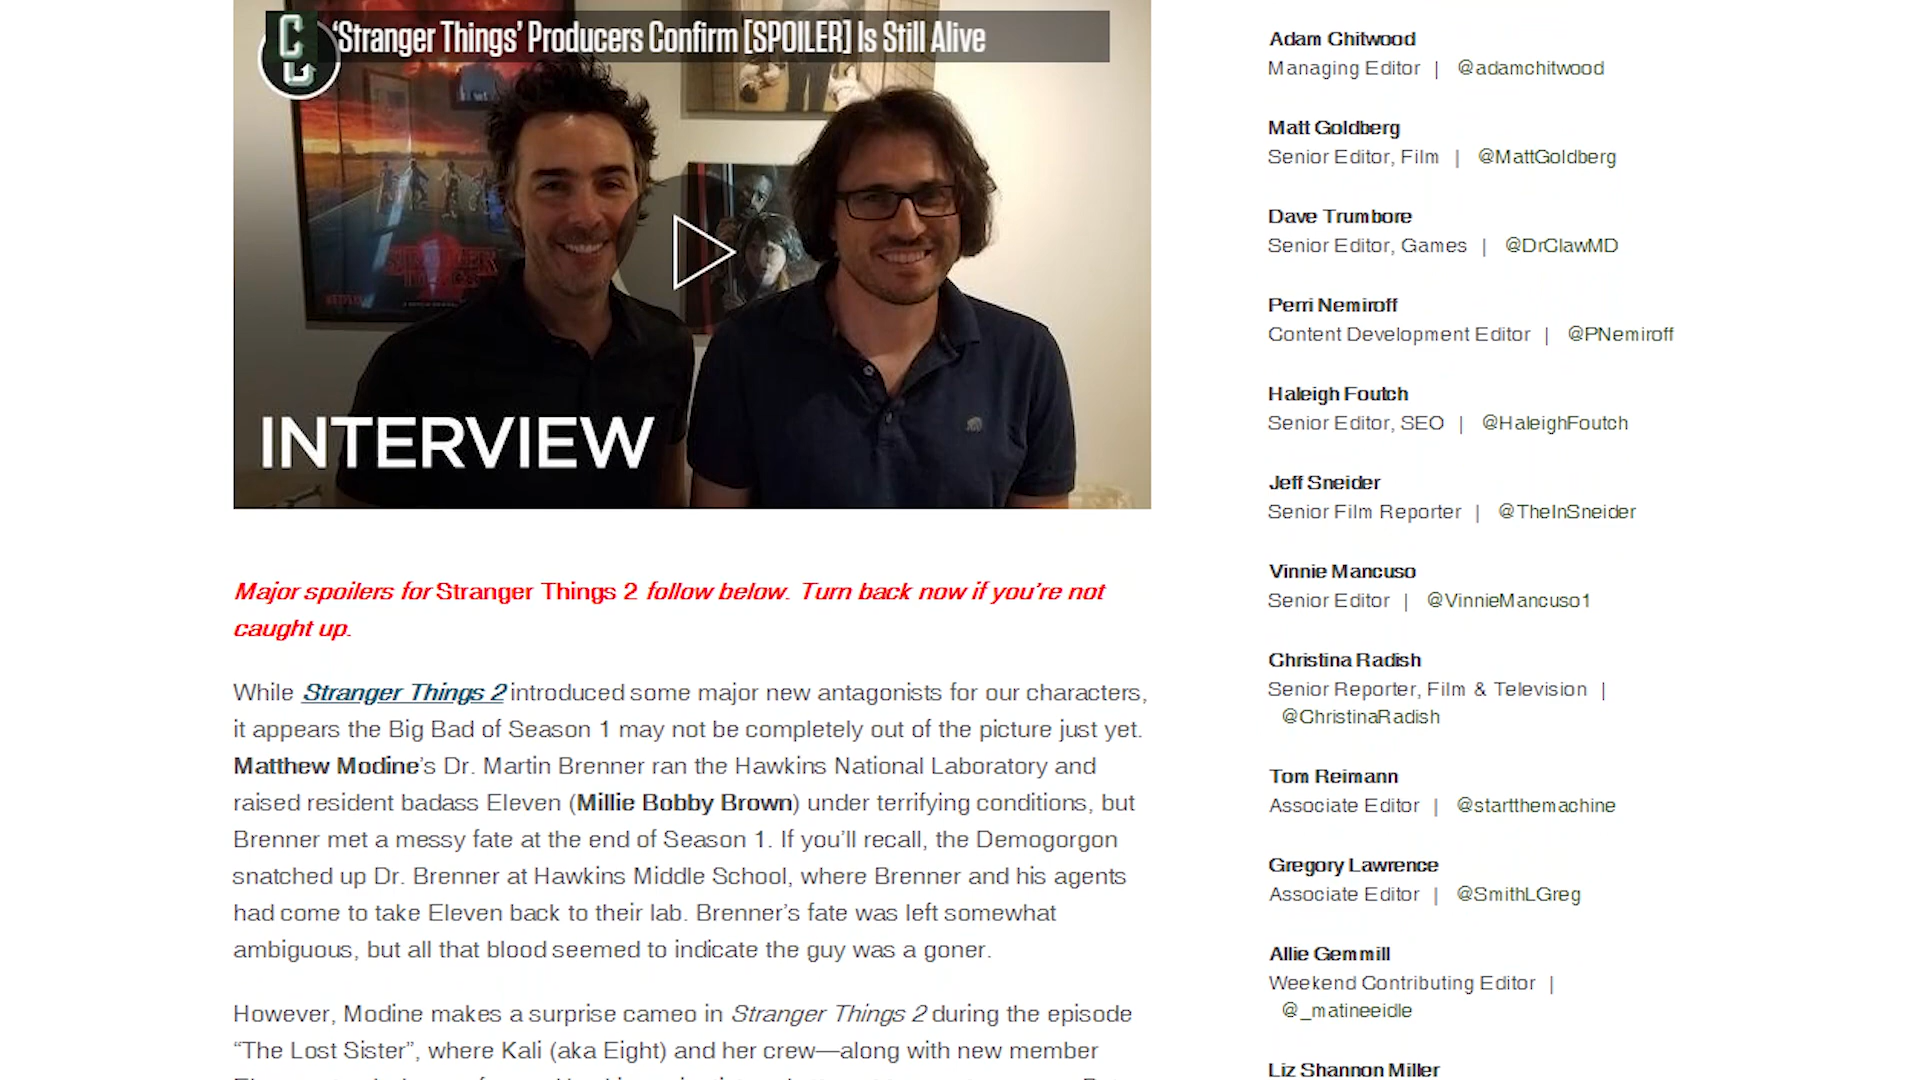 ‘Stranger Things’ Producers Confirm [SPOILER] Is Still Alive
STRANGER
THINGS
NETFLIX
INTERVIEW
Major spoilers for Stranger Things 2 follow below. Turn back now if you’re not
caught up.
While Stranger Things 2 introduced some major new antagonists for our characters,
it appears the Big Bad of Season 1 may not be completely out of the picture just yet.
Matthew Modine’s Dr. Martin Brenner ran the Hawkins National Laboratory and
raised resident badass Eleven (Millie Bobby Brown) under terrifying conditions, but
Brenner met a messy fate at the end of Season 1. If you’ll recall, the Demogorgon
snatched up Dr. Brenner at Hawkins Middle School, where Brenner and his agents
had come to take Eleven back to their lab. Brenner’s fate was left somewhat
ambiguous, but all that blood seemed to indicate the guy was a goner.
However, Modine makes a surprise cameo in Stranger Things 2 during the episode
“The Lost Sister”, where Kali (aka Eight) and her crew—along with new member
Adam Chitwood
Managing Editor | @adamchitwood
Matt Goldberg
Senior Editor, Film | @MattGoldberg
Dave Trumbore
Senior Editor, Games | @DrClawMD
Perri Nemiroff
Content Development Editor | @PNemiroff
Haleigh Foutch
Senior Editor, SEO | @HaleighFoutch
Jeff Sneider
Senior Film Reporter | @TheInSneider
Vinnie Mancuso
Senior Editor | @VinnieMancuso1
Christina Radish
Senior Reporter, Film & Television |
@ChristinaRadish
Tom Reimann
Associate Editor | @startthemachine
Gregory Lawrence
Associate Editor | @SmithLGreg
Allie Gemmill
Weekend Contributing Editor |
@_matineeidle
Liz Shannon Miller